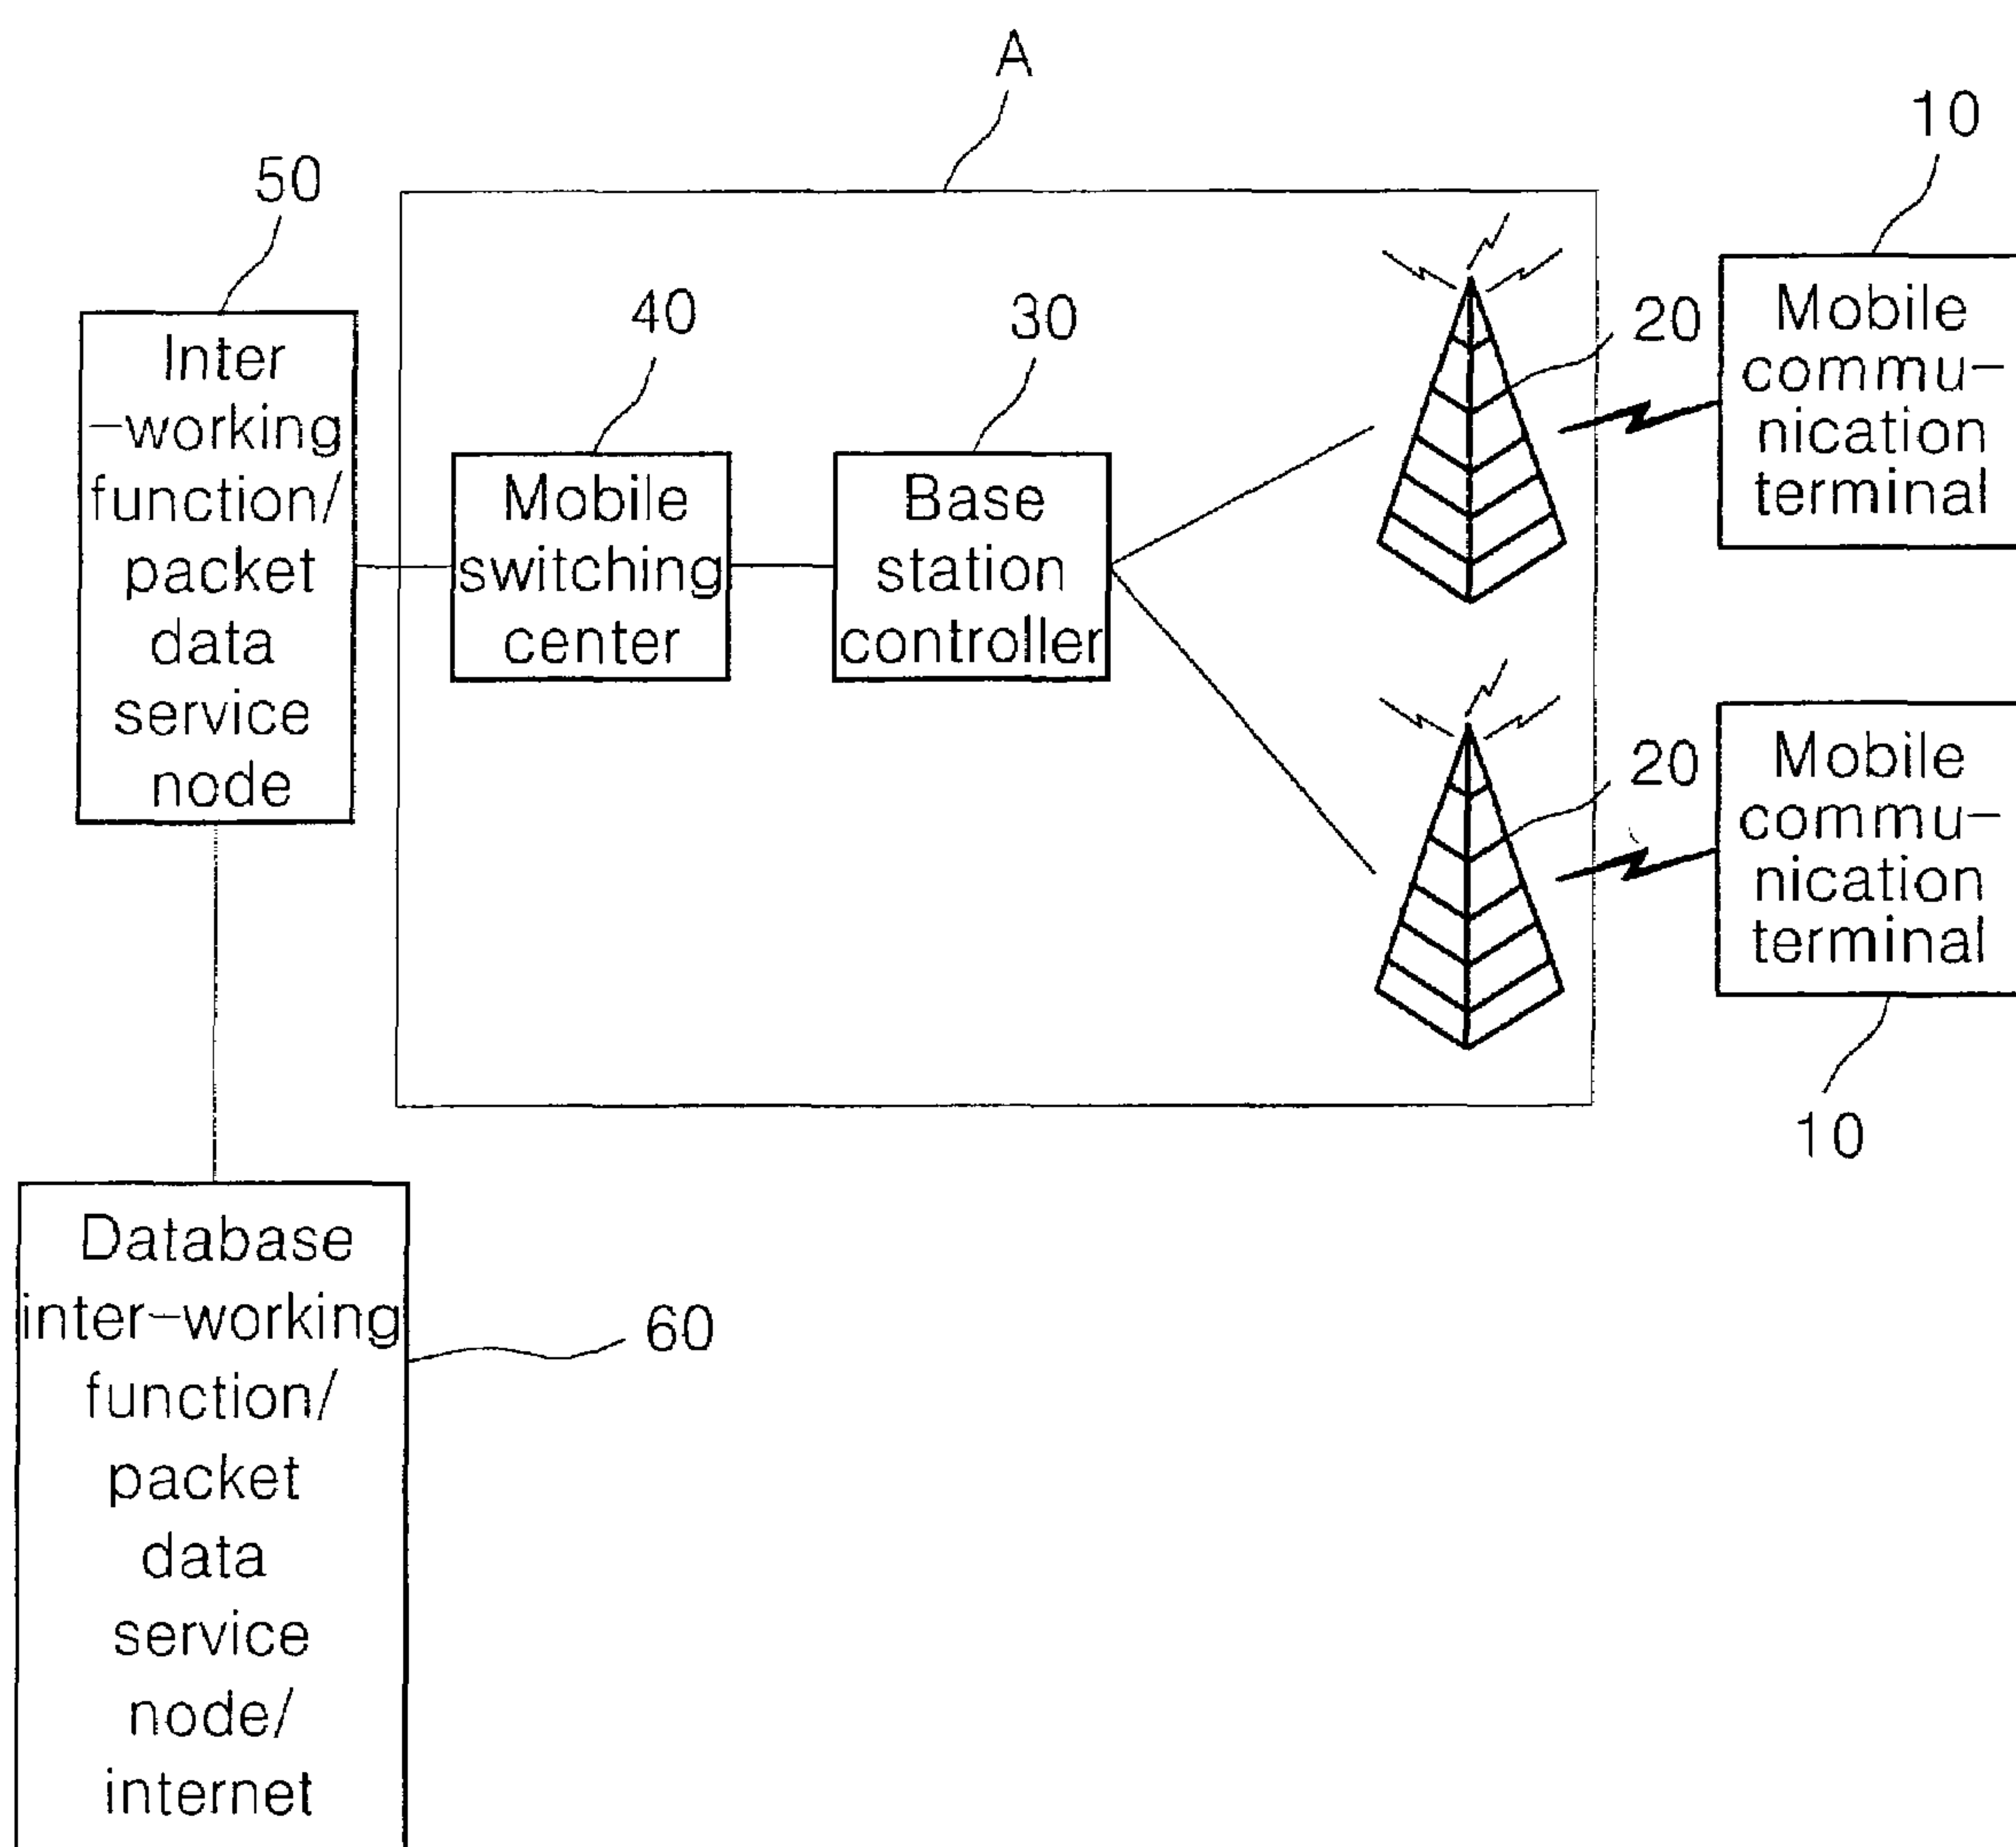 A
10
50
40
30
20
Inter
-working
function/
packet
data
service
node
Mobile
switching
center
Base
station
controller
Mobile
commu-
nication
terminal
20
Mobile
commu-
nication
terminal
10
Database
inter-working
function/
packet
data
service
node/
internet
60